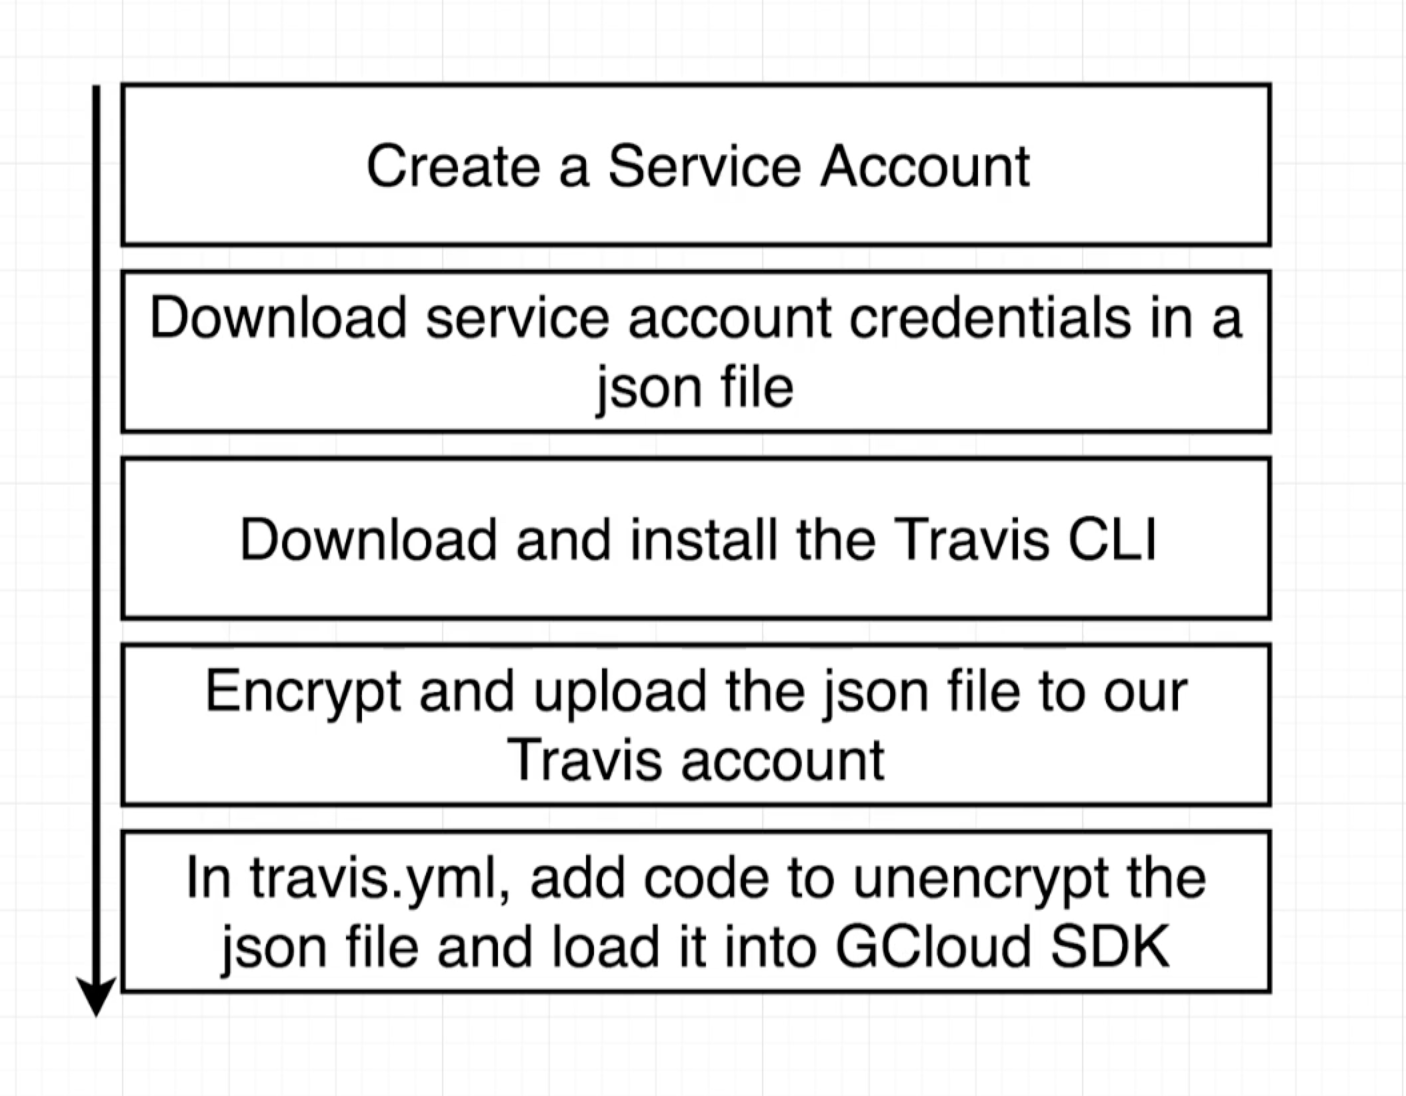 Create a Service Account
Download service account credentials in a
json file
Download and install the Travis CLI
Encrypt and upload the json file to our
Travis account
In travis.yml, add code to unencrypt the
json file and load it into GCloud SDK